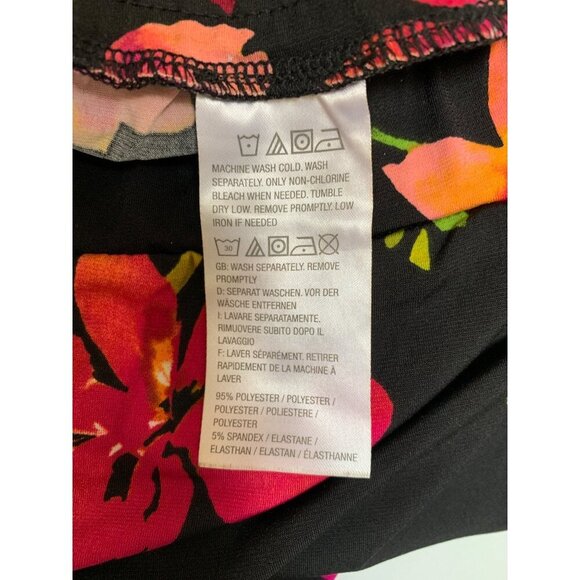 MACHINE WASH COLD. WASH
SEPARATELY. ONLY NON-CHLORINE
BLEACH WHEN NEEDED. TUMBLE
DRY LOW. REMOVE PROMPTLY. LOW
IRON IF NEEDED
30
GB: WASH SEPARATELY. REMOVE
PROMPTLY
D: SEPARAT WASCHEN. VOR DER
WÄSCHE ENTFERNEN
I: LAVARE SEPARATAMENTE.
RIMUOVERE SUBITO DOPO IL
LAVAGGIO
F: LAVER SÉPARÉMENT. RETIRER
RAPIDEMENT DE LA MACHINE À
LAVER
95% POLYESTER / POLYESTER /
POLYESTER / POLIESTERE /
POLYESTER
5% SPANDEX / ELASTANE /
ELASTHAN / ELASTAN / ÉLASTHANNE